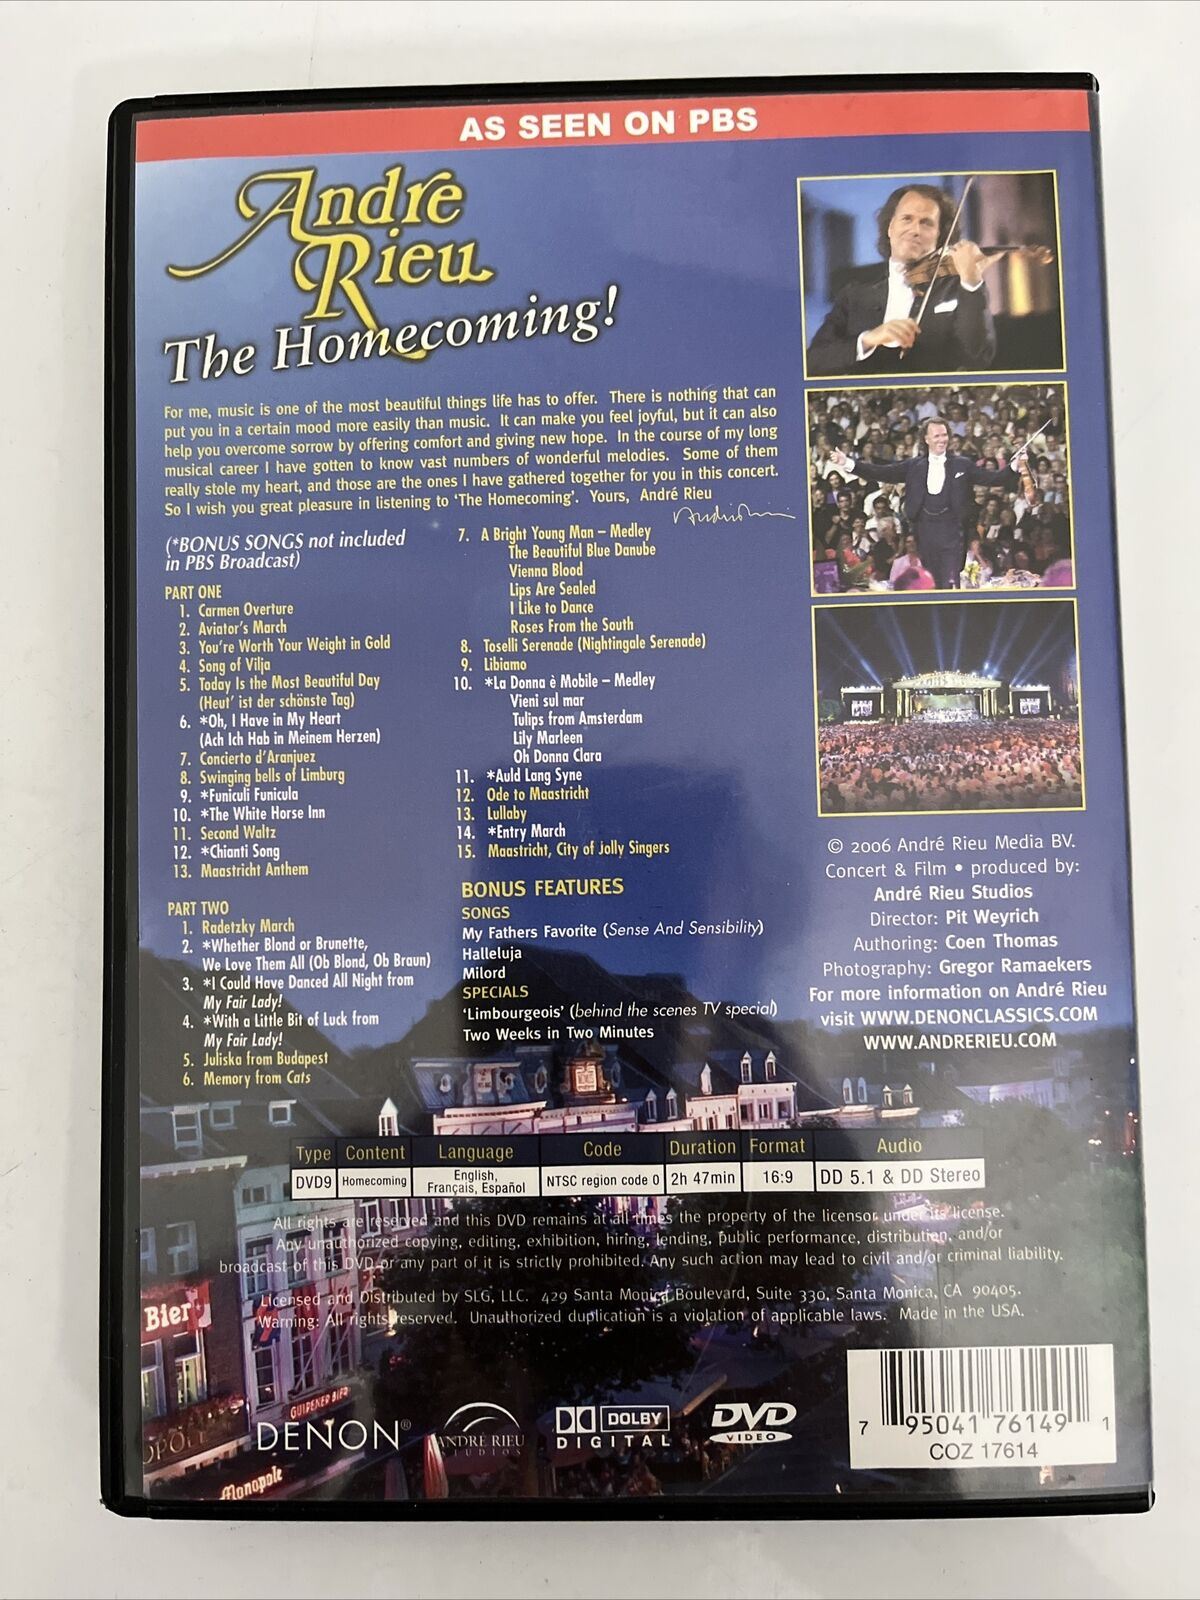 AS SEEN ON PBS
Andre
Rieu
The Homecoming!
For me, music is one of the most beautiful things life has to offer. There is nothing that can
put you in a certain mood more easily than music. It can make you feel joyful, but it can also
help you overcome sorrow by offering comfort and giving new hope. In the course of my long
musical career I have gotten to know vast numbers of wonderful melodies. Some of them
really stole my heart, and those are the ones I have gathered together for you in this concert.
So I wish you great pleasure in listening to 'The Homecoming'. Yours, André Rieu
(*BONUS SONGS not included
in PBS Broadcast)
PART ONE
1. Carmen Overture
2. Aviator's March
3. You're Worth Your Weight in Gold
4. Song of Vilja
5. Today Is the Most Beautiful Day
(Heut' ist der schönste Tag)
6. *Oh, I Have in My Heart
(Ach Ich Hab in Meinem Herzen)
7. Concierto d'Aranjuez
8. Swinging bells of Limburg
9. *Funiculi Funicula
10. *The White Horse Inn
11. Second Waltz
12. *Chianti Song
13. Maastricht Anthem
PART TWO
1. Radetzky March
2. *Whether Blond or Brunette,
We Love Them All (Ob Blond, Ob Braun)
3. *I Could Have Danced All Night from
My Fair Lady!
4. *With a Little Bit of Luck from
My Fair Lady!
5. Juliska from Budapest
6. Memory from Cats
7. A Bright Young Man – Medley
The Beautiful Blue Danube
Vienna Blood
Lips Are Sealed
I Like to Dance
Roses From the South
8. Toselli Serenade (Nightingale Serenade)
9. Libiamo
10. *La Donna è Mobile – Medley
Vieni sul mar
Tulips from Amsterdam
Lily Marleen
Oh Donna Clara
11. *Auld Lang Syne
12. Ode to Maastricht
13. Lullaby
14. *Entry March
15. Maastricht, City of Jolly Singers
BONUS FEATURES
SONGS
My Fathers Favorite (Sense And Sensibility)
Halleluja
Milord
SPECIALS
'Limbourgeois' (behind the scenes TV special)
Two Weeks in Two Minutes
© 2006 André Rieu Media BV.
Concert & Film • produced by:
André Rieu Studios
Director: Pit Weyrich
Authoring: Coen Thomas
Photography: Gregor Ramaekers
For more information on André Rieu
visit WWW.DENONCLASSICS.COM
WWW.ANDRERIEU.COM
Type Content Language Code Duration Format Audio
DVD9 Homecoming English, Français, Español NTSC region code 0 2h 47min 16:9 DD 5.1 & DD Stereo
All rights are reserved and this DVD remains at all times the property of the licensor under its license.
Any unauthorized copying, editing, exhibition, hiring, lending, public performance, distribution, and/or
broadcast of this DVD or any part of it is strictly prohibited. Any such action may lead to civil and/or criminal liability.
Licensed and Distributed by SLG, LLC. 429 Santa Monica Boulevard, Suite 330, Santa Monica, CA 90405.
Warning: All rights reserved. Unauthorized duplication is a violation of applicable laws. Made in the USA.
Bier
GULPENER BIER
Monopole
DENON®
ANDRÉ RIEU
STUDIOS
DOLBY
DIGITAL
DVD
VIDEO
7 95041 76149 1
COZ 17614